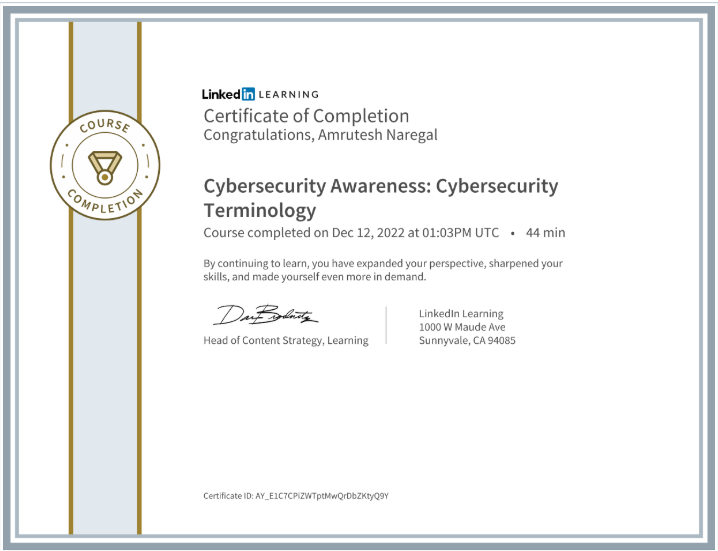 LinkedIn LEARNING
Certificate of Completion
Congratulations, Amrutesh Naregal
COURSE
COMPLETION
Cybersecurity Awareness: Cybersecurity
Terminology
Course completed on Dec 12, 2022 at 01:03PM UTC • 44 min
By continuing to learn, you have expanded your perspective, sharpened your
skills, and made yourself even more in demand.
Head of Content Strategy, Learning
LinkedIn Learning
1000 W Maude Ave
Sunnyvale, CA 94085
Certificate ID: AY_E1C7CPiZWTptMwQrDbZKtyQ9Y